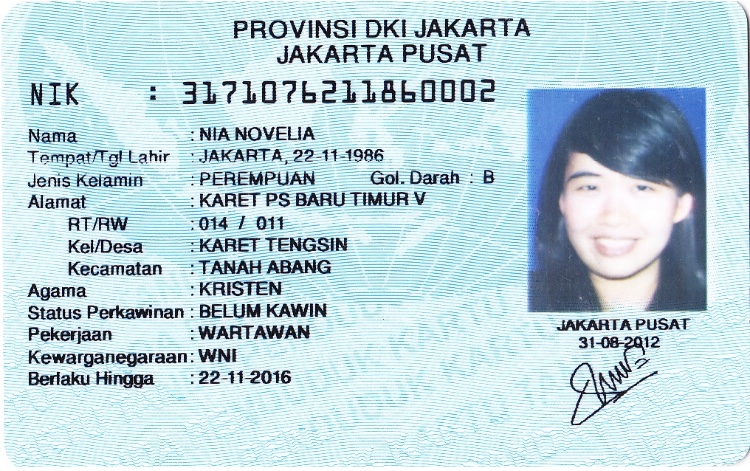 PROVINSI DKI JAKARTA
JAKARTA PUSAT
NIK : 3171076211860002
Nama : NIA NOVELIA
Tempat/Tgl Lahir : JAKARTA, 22-11-1986
Jenis Kelamin : PEREMPUAN Gol. Darah : B
Alamat : KARET PS BARU TIMUR V
RT/RW : 014 / 011
Kel/Desa : KARET TENGSIN
Kecamatan : TANAH ABANG
Agama : KRISTEN
Status Perkawinan : BELUM KAWIN
Pekerjaan : WARTAWAN
Kewarganegaraan : WNI
Berlaku Hingga : 22-11-2016
JAKARTA PUSAT
31-08-2012